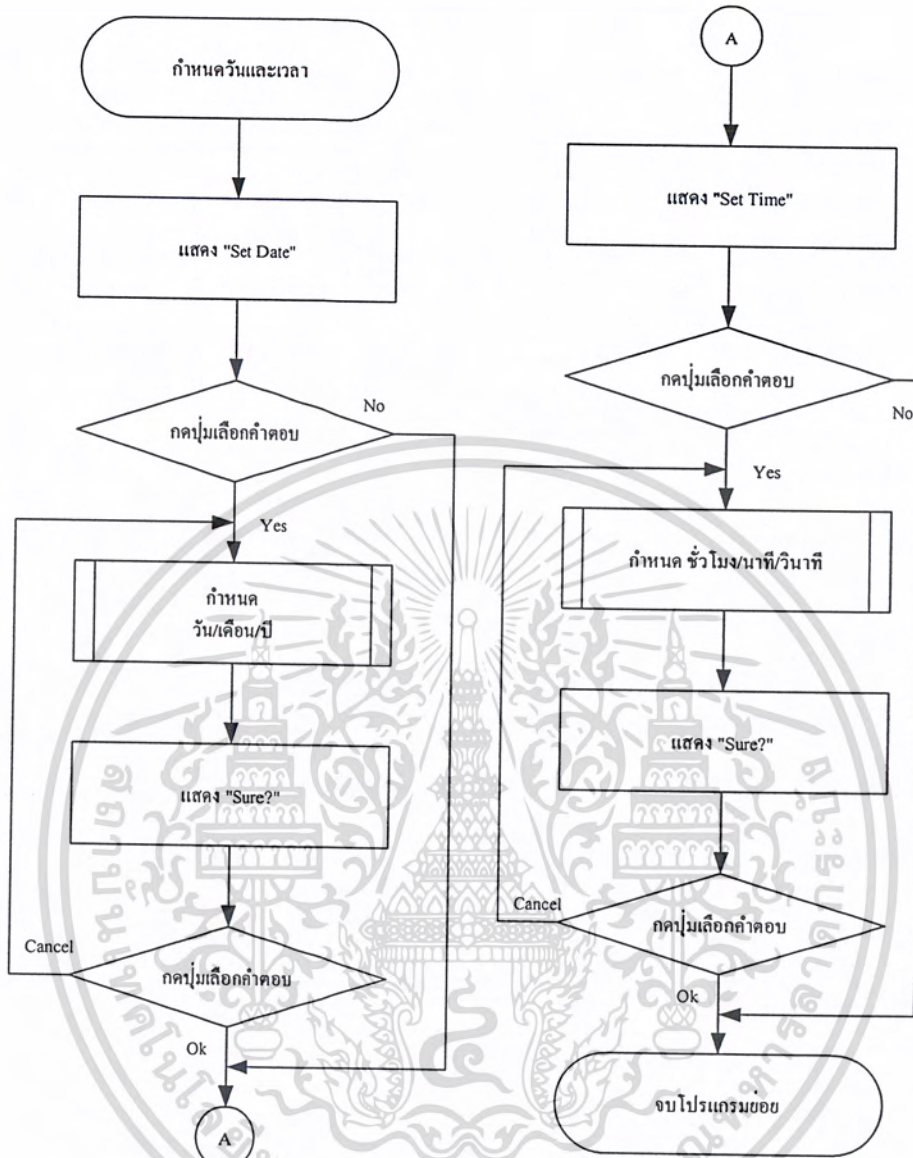 กำหนดวันและเวลา
แสดง "Set Date"
กดปุ่มเลือกคำตอบ
No
Yes
กำหนด
วัน/เดือน/ปี
แสดง "Sure?"
Cancel
กดปุ่มเลือกคำตอบ
Ok
A
A
แสดง "Set Time"
กดปุ่มเลือกคำตอบ
No
Yes
กำหนด ชั่วโมง/นาที/วินาที
แสดง "Sure?"
Cancel
กดปุ่มเลือกคำตอบ
Ok
จบโปรแกรมย่อย